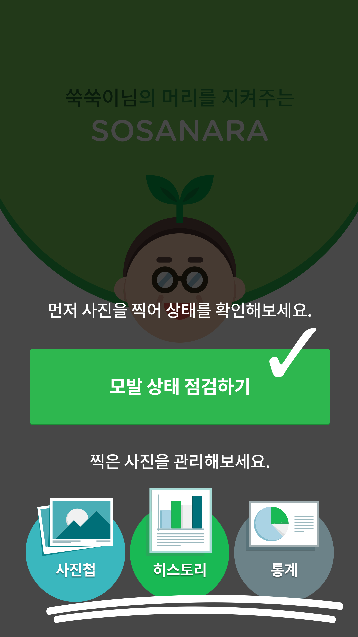 쑥쑥이님의 머리를 지켜주는
SOSANARA
먼저 사진을 찍어 상태를 확인해보세요.
모발 상태 점검하기
찍은 사진을 관리해보세요.
사진첩
히스토리
통계